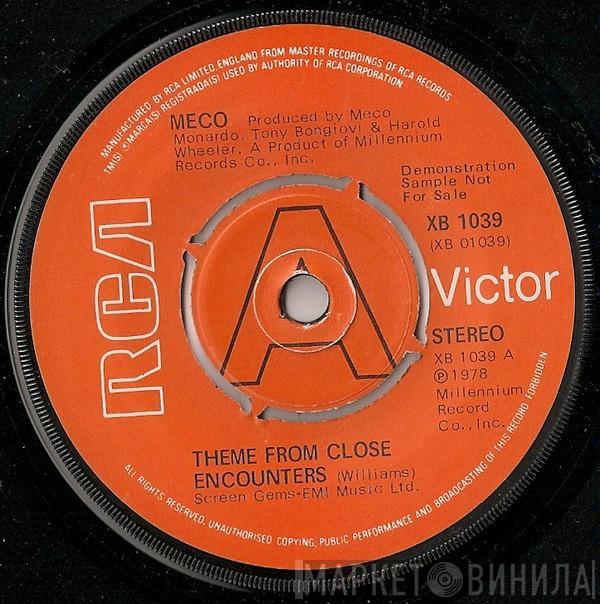 MANUFACTURED BY RCA LIMITED, ENGLAND FROM MASTER RECORDINGS OF RCA RECORDS
TM(S) ® MARCA(S) REGISTRADA(S) USED BY AUTHORITY OF RCA CORPORATION
MECO Produced by Meco
Monardo, Tony Bongiovi & Harold
Wheeler, A Product of Millennium
Records Co., Inc.
Demonstration
Sample Not
For Sale
XB 1039
(XB 01039)
RCA
A
Victor
STEREO
XB 1039 A
℗ 1978
Millennium
Record
Co., Inc.
THEME FROM CLOSE
ENCOUNTERS (Williams)
Screen Gems-EMI Music Ltd.
ALL RIGHTS RESERVED. UNAUTHORISED COPYING, PUBLIC PERFORMANCE AND BROADCASTING OF THIS RECORD FORBIDDEN
МАРКЕТ ВИНИЛА